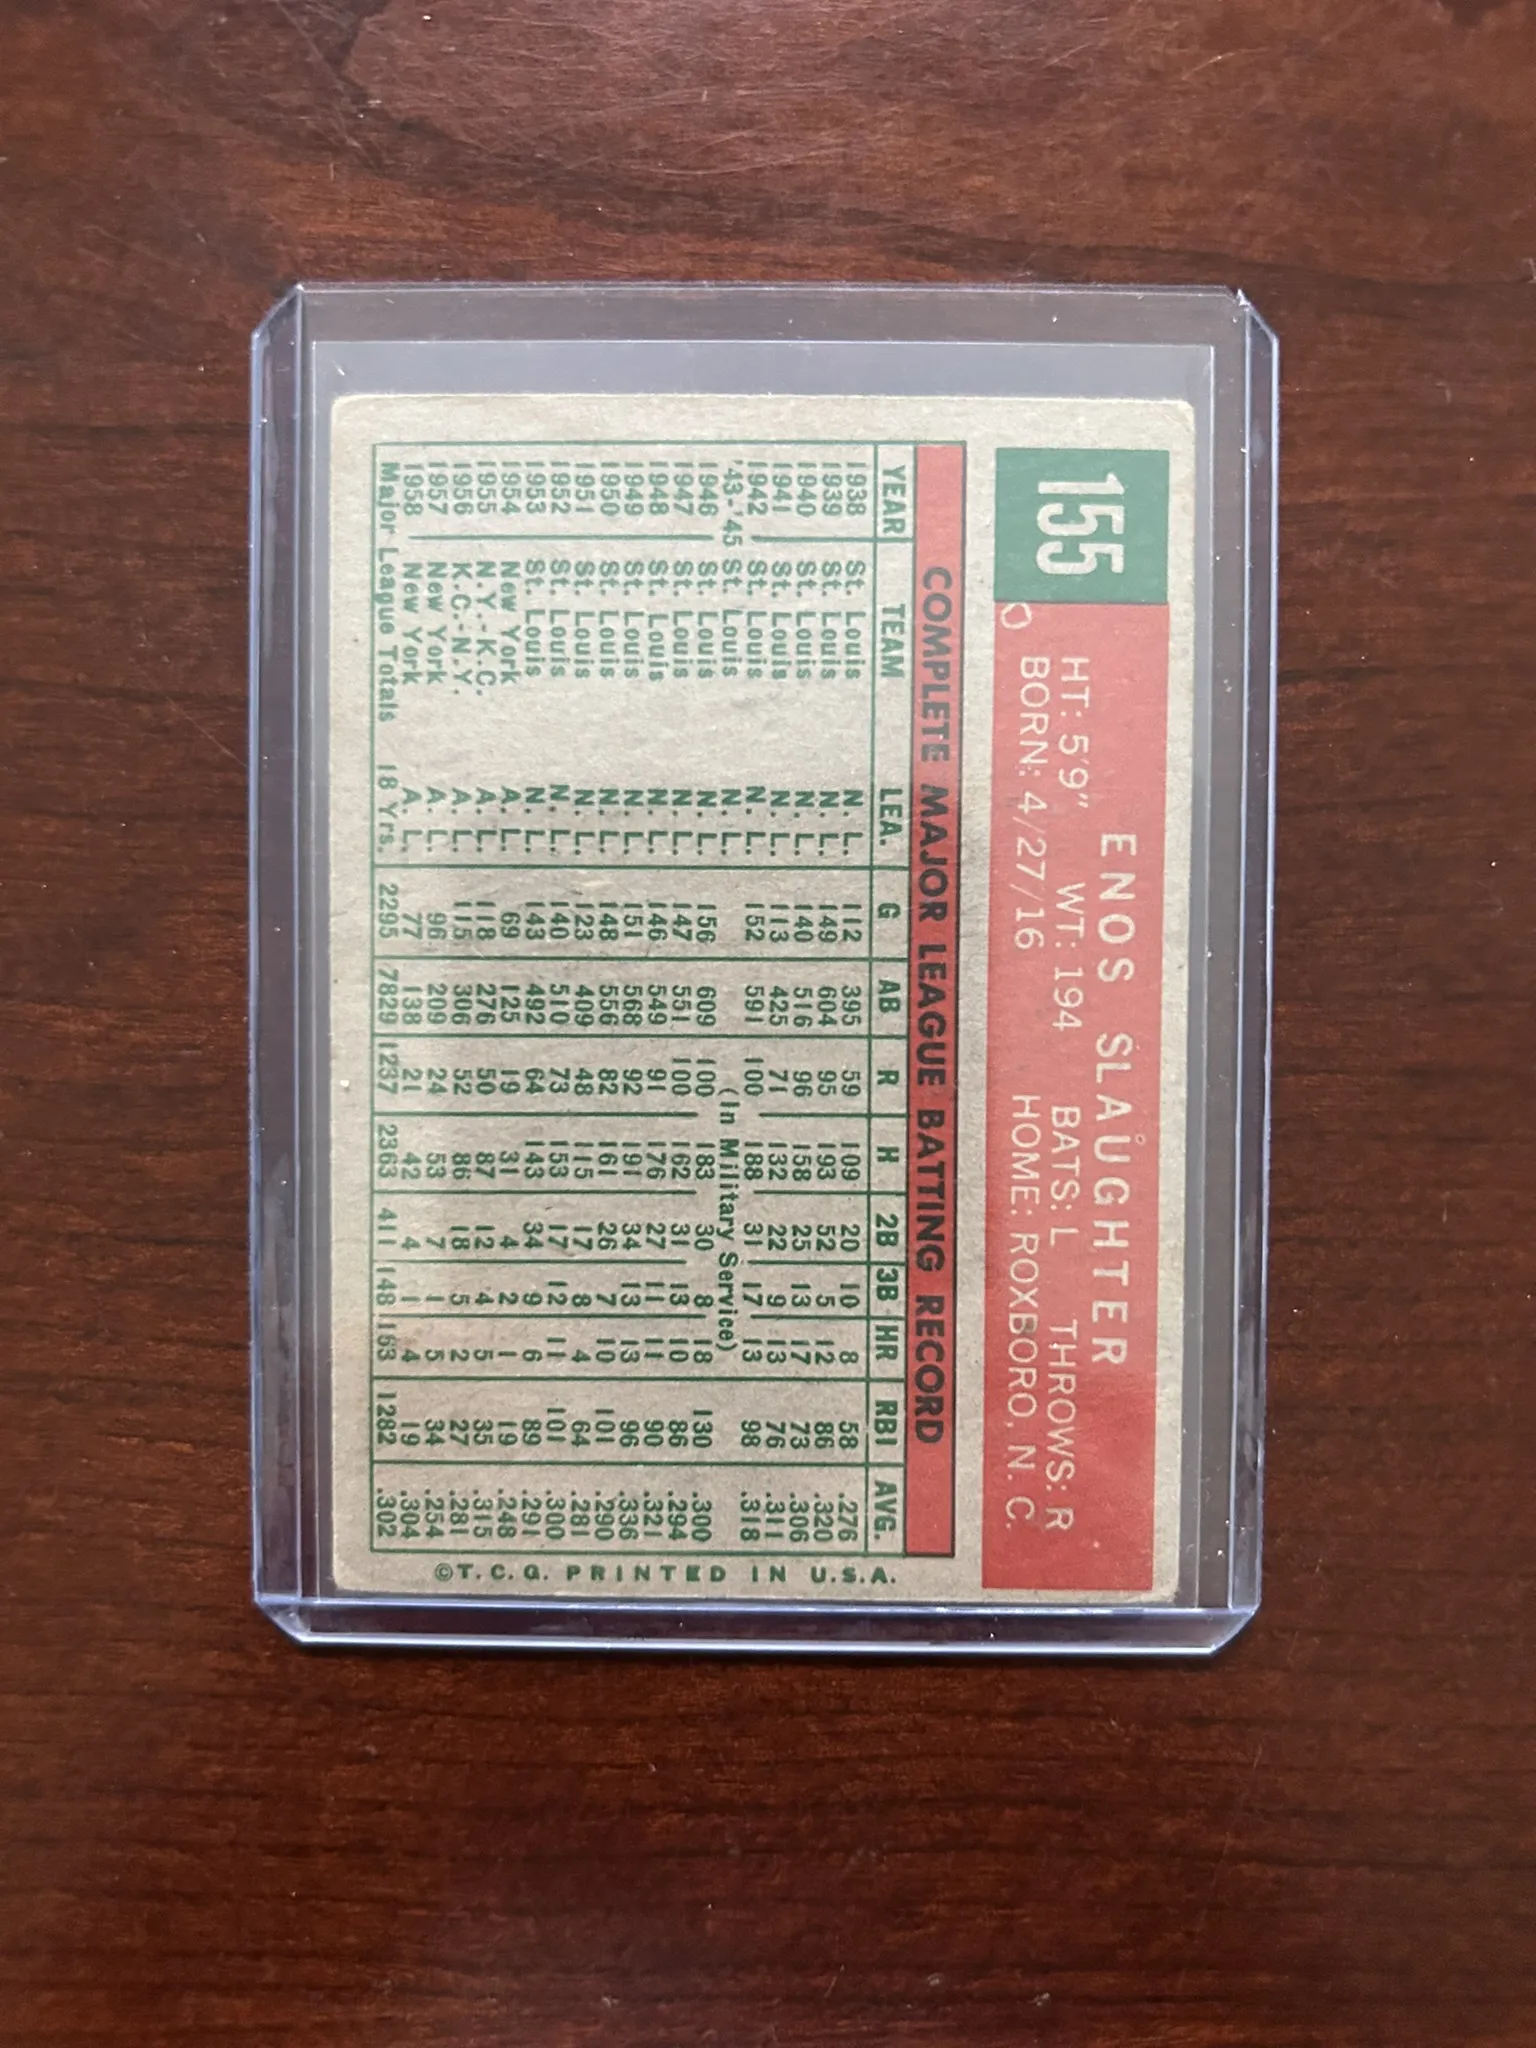 155
ENOS SLAUGHTER
HT: 5'9" WT: 194 BATS: L THROWS: R
BORN: 4/27/16 HOME: ROXBORO, N. C.
COMPLETE MAJOR LEAGUE BATTING RECORD
YEAR TEAM LEA. G AB R H 2B 3B HR RBI AVG.
1938 St. Louis N. L. 112 395 59 109 20 10 8 58 .276
1939 St. Louis N. L. 149 604 95 193 52 5 12 86 .320
1940 St. Louis N. L. 140 516 96 158 25 13 17 73 .306
1941 St. Louis N. L. 113 425 71 132 22 9 13 76 .311
1942 St. Louis N. L. 152 591 100 188 31 17 13 98 .318
'43-'45 St. Louis N. L. (In Military Service)
1946 St. Louis N. L. 156 609 100 183 30 8 18 130 .300
1947 St. Louis N. L. 147 551 100 162 31 13 10 86 .294
1948 St. Louis N. L. 146 549 91 176 27 11 11 90 .321
1949 St. Louis N. L. 151 568 92 191 34 13 13 96 .336
1950 St. Louis N. L. 148 556 82 161 26 7 10 101 .290
1951 St. Louis N. L. 123 409 48 115 17 8 4 64 .281
1952 St. Louis N. L. 140 510 73 153 17 12 11 101 .300
1953 St. Louis N. L. 143 492 64 143 34 9 6 89 .291
1954 New York A. L. 69 125 19 31 4 2 1 19 .248
1955 N.Y.-K.C. A. L. 118 276 50 87 12 4 5 35 .315
1956 K.C.-N.Y. A. L. 115 306 52 86 18 5 2 27 .281
1957 New York A. L. 96 209 24 53 7 1 5 34 .254
1958 New York A. L. 77 138 21 42 4 1 4 19 .304
Major League Totals 18 Yrs. 2295 7829 1237 2363 411 148 153 1282 .302
©T. C. G. PRINTED IN U.S.A.